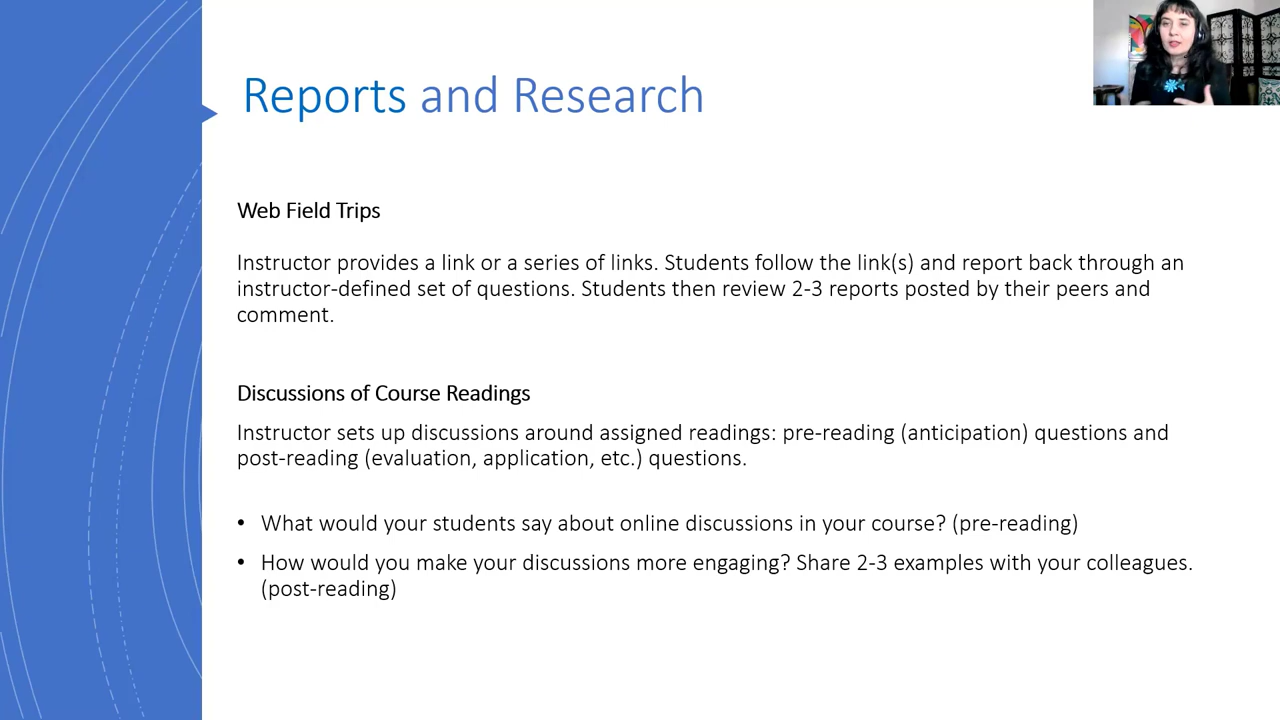 Reports and Research
Web Field Trips
Instructor provides a link or a series of links. Students follow the link(s) and report back through an
instructor-defined set of questions. Students then review 2-3 reports posted by their peers and
comment.
Discussions of Course Readings
Instructor sets up discussions around assigned readings: pre-reading (anticipation) questions and
post-reading (evaluation, application, etc.) questions.
• What would your students say about online discussions in your course? (pre-reading)
• How would you make your discussions more engaging? Share 2-3 examples with your colleagues.
(post-reading)